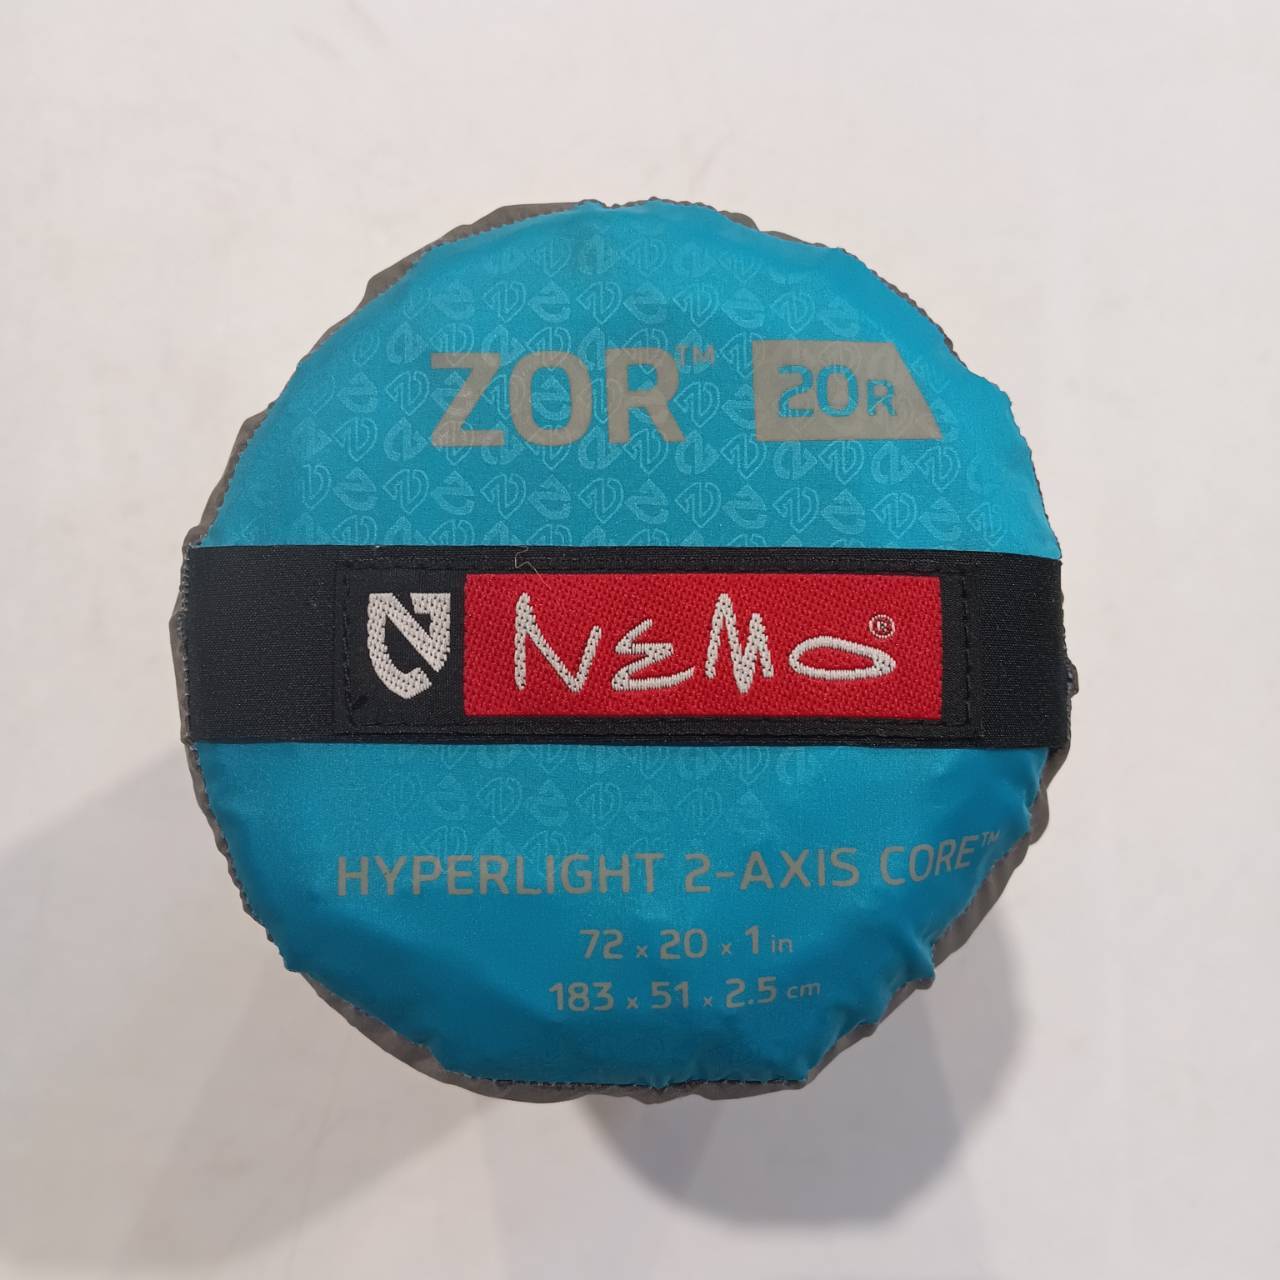 ZOR™ 20R
NEMO®
HYPERLIGHT 2-AXIS CORE™
72 x 20 x 1 in
183 x 51 x 2.5 cm